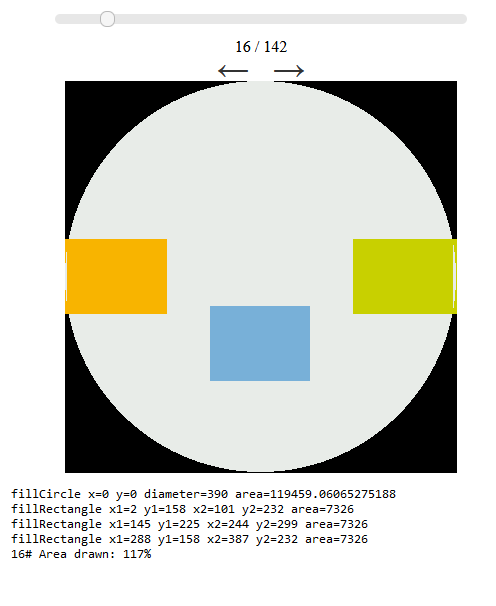 16 / 142
← →
fillCircle x=0 y=0 diameter=390 area=119459.06065275188
fillRectangle x1=2 y1=158 x2=101 y2=232 area=7326
fillRectangle x1=145 y1=225 x2=244 y2=299 area=7326
fillRectangle x1=288 y1=158 x2=387 y2=232 area=7326
16# Area drawn: 117%